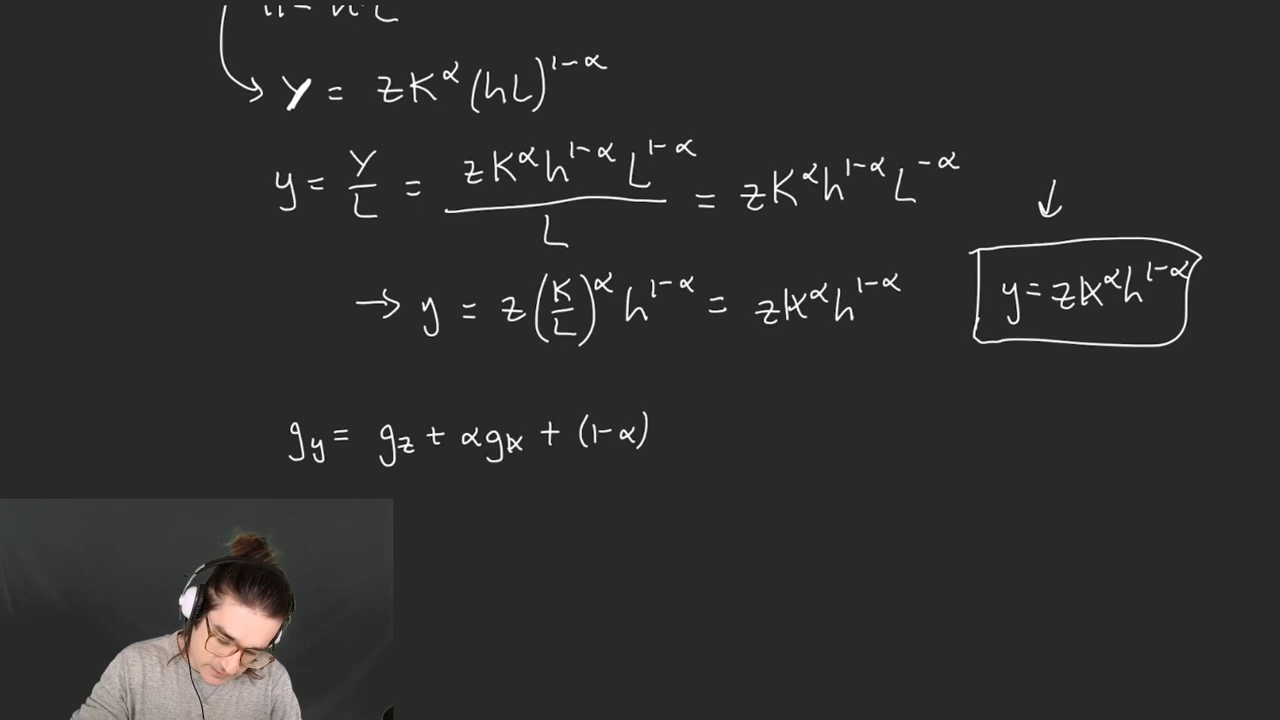 Y = zK^α (hL)^{1-α}
y = Y/L = zK^α h^{1-α} L^{1-α} / L = zK^α h^{1-α} L^{-α}
↓
→ y = z(K/L)^α h^{1-α} = zk^α h^{1-α}
y = zk^α h^{1-α}
g_y = g_z + αg_k + (1-α)